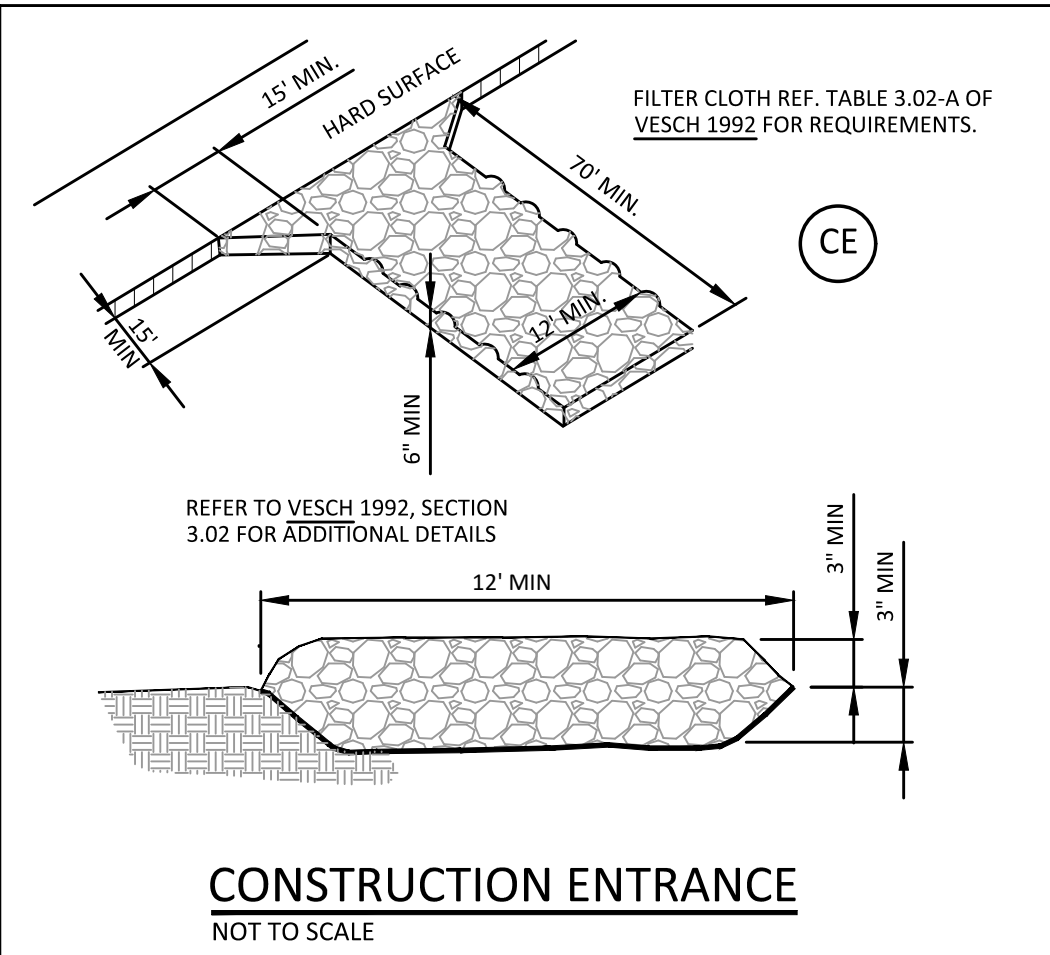 15' MIN.
HARD SURFACE
FILTER CLOTH REF. TABLE 3.02-A OF
VESCH 1992 FOR REQUIREMENTS.
70' MIN.
CE
15'
MIN
12' MIN.
6" MIN
REFER TO VESCH 1992, SECTION
3.02 FOR ADDITIONAL DETAILS
12' MIN
3" MIN
3" MIN
CONSTRUCTION ENTRANCE
NOT TO SCALE